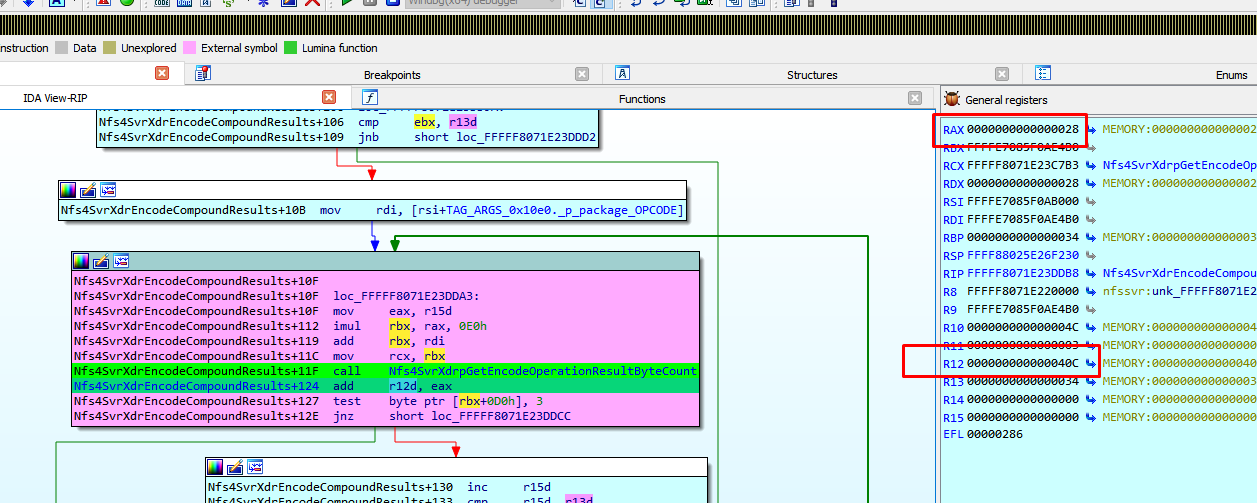 Windbg(x64) debugger
nstruction Data Unexplored External symbol Lumina function
Breakpoints Structures Enums
IDA View-RIP Functions General registers
Nfs4SvrXdrEncodeCompoundResults+106 cmp ebx, r13d
Nfs4SvrXdrEncodeCompoundResults+109 jnb short loc_FFFFF8071E23DDD2
Nfs4SvrXdrEncodeCompoundResults+10B mov rdi, [rsi+TAG_ARGS_0x10e0._p_package_OPCODE]
Nfs4SvrXdrEncodeCompoundResults+10F
Nfs4SvrXdrEncodeCompoundResults+10F loc_FFFFF8071E23DDA3:
Nfs4SvrXdrEncodeCompoundResults+10F mov eax, r15d
Nfs4SvrXdrEncodeCompoundResults+112 imul rbx, rax, 0E0h
Nfs4SvrXdrEncodeCompoundResults+119 add rbx, rdi
Nfs4SvrXdrEncodeCompoundResults+11C mov rcx, rbx
Nfs4SvrXdrEncodeCompoundResults+11F call Nfs4SvrXdrpGetEncodeOperationResultByteCount
Nfs4SvrXdrEncodeCompoundResults+124 add r12d, eax
Nfs4SvrXdrEncodeCompoundResults+127 test byte ptr [rbx+0D0h], 3
Nfs4SvrXdrEncodeCompoundResults+12E jnz short loc_FFFFF8071E23DDCC
Nfs4SvrXdrEncodeCompoundResults+130 inc r15d
Nfs4SvrXdrEncodeCompoundResults+133 cmp r15d, r13d
RAX 0000000000000028 MEMORY:000000000000002
RBX FFFFE7085F0AE4B0
RCX FFFFF8071E23C7B3 Nfs4SvrXdrpGetEncodeOp
RDX 0000000000000028 MEMORY:000000000000002
RSI FFFFE7085F0AB000
RDI FFFFE7085F0AE4B0
RBP 0000000000000034 MEMORY:000000000000003
RSP FFFF88025E26F230
RIP FFFFF8071E23DDB8 Nfs4SvrXdrEncodeCompou
R8 FFFFF8071E220000 nfssvr:unk_FFFFF8071E2
R9 FFFFE7085F0AE4B0
R10 000000000000004C MEMORY:000000000000004
R11 0000000000000003 MEMORY:000000000000000
R12 000000000000040C MEMORY:000000000000040
R13 0000000000000034 MEMORY:000000000000003
R14 0000000000000000 MEMORY:000000000000000
R15 0000000000000000 MEMORY:000000000000000
EFL 00000286